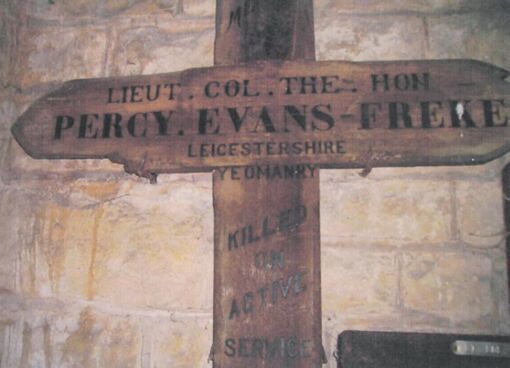 LIEUT. COL. THE. HON
PERCY. EVANS-FREKE
LEICESTERSHIRE
YEOMANRY
KILLED
ON
ACTIVE
SERVICE